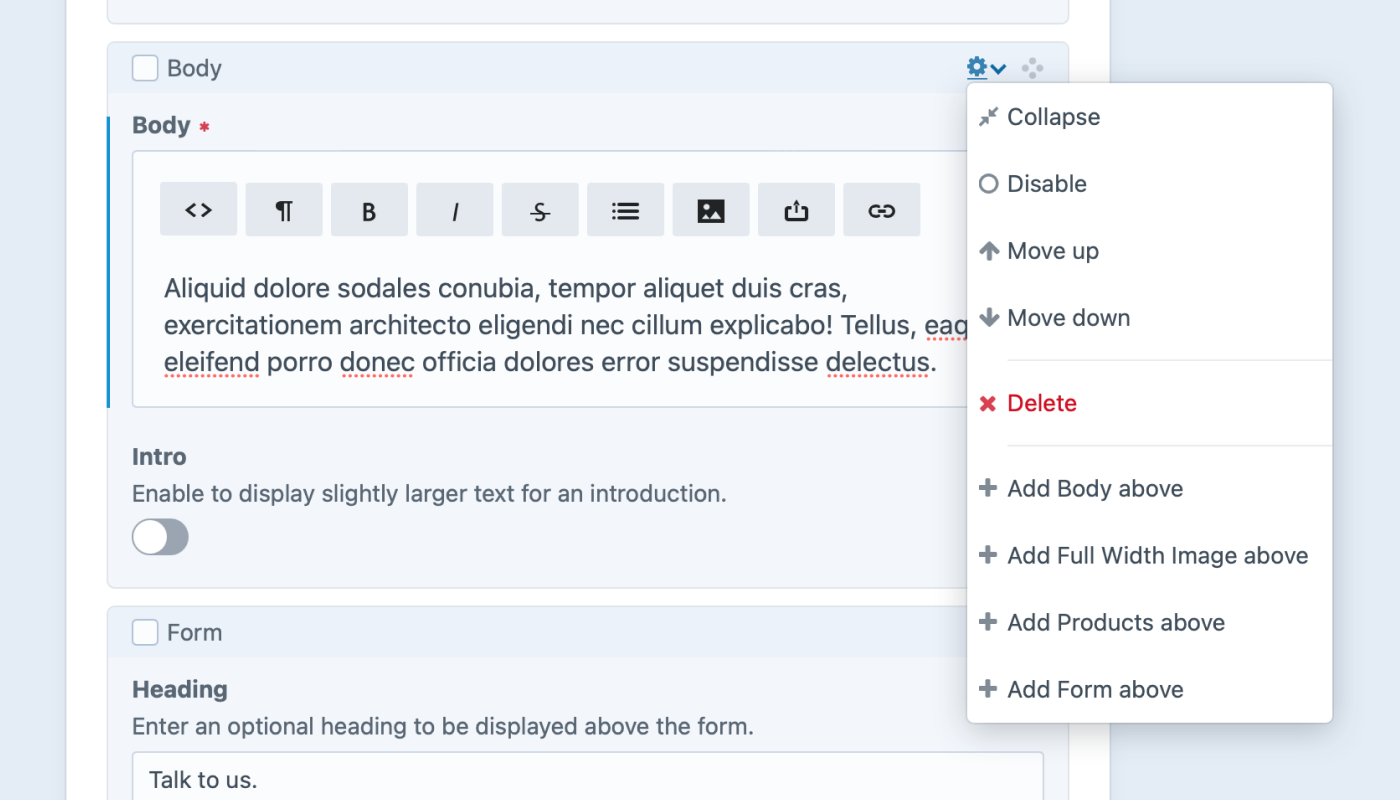 Body
Body *
B
I
S
Aliquid dolore sodales conubia, tempor aliquet duis cras,
exercitationem architecto eligendi nec cillum explicabo! Tellus,
eleifend porro donec officia dolores error suspendisse delectus.
Intro
Enable to display slightly larger text for an introduction.
Form
Heading
Enter an optional heading to be displayed above the form.
Talk to us.
Collapse
Disable
Move up
Move down
Delete
Add Body above
Add Full Width Image above
Add Products above
Add Form above